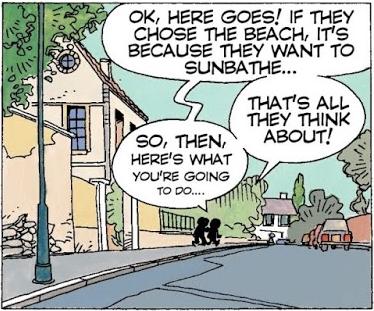 OK, HERE GOES! IF THEY
CHOSE THE BEACH, IT'S
BECAUSE THEY WANT TO
SUNBATHE...
THAT'S ALL
THEY THINK
ABOUT!
SO, THEN,
HERE'S WHAT
YOU'RE GOING
TO DO....